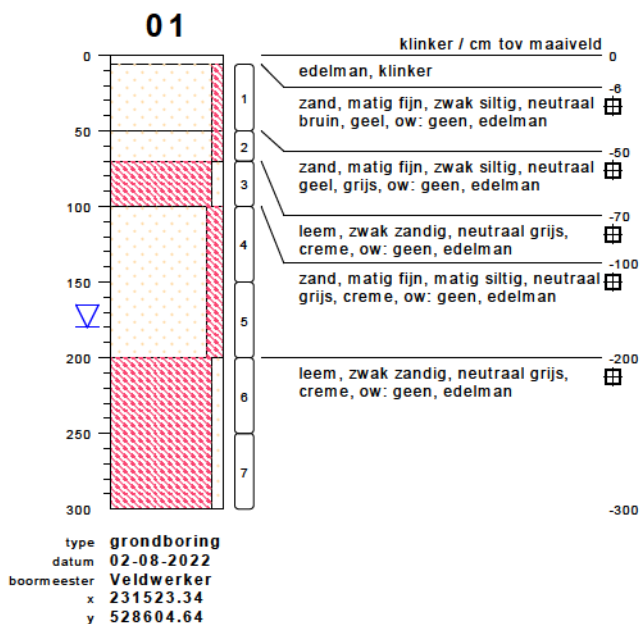 01
klinker / cm tov maaiveld
0
0
edelman, klinker
-6
1
zand, matig fijn, zwak siltig, neutraal
bruin, geel, ow: geen, edelman
50
-50
2
zand, matig fijn, zwak siltig, neutraal
geel, grijs, ow: geen, edelman
3
-70
leem, zwak zandig, neutraal grijs,
creme, ow: geen, edelman
100
-100
4
zand, matig fijn, matig siltig, neutraal
grijs, creme, ow: geen, edelman
150
5
200
-200
leem, zwak zandig, neutraal grijs,
creme, ow: geen, edelman
6
250
7
300
-300
type grondboring
datum 02-08-2022
boormeester Veldwerker
x 231523.34
y 528604.64